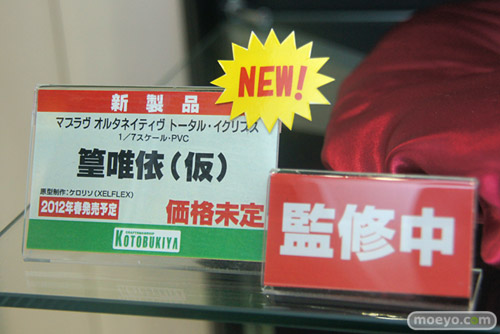 NEW!
新製品
マブラヴ オルタネイティヴ トータル・イクリプス
1/7スケール・PVC
篁唯依(仮)
原型制作:ケロリソ(XELFLEX)
2012年春発売予定
価格未定
KOTOBUKIYA
監修中
moeyo.com